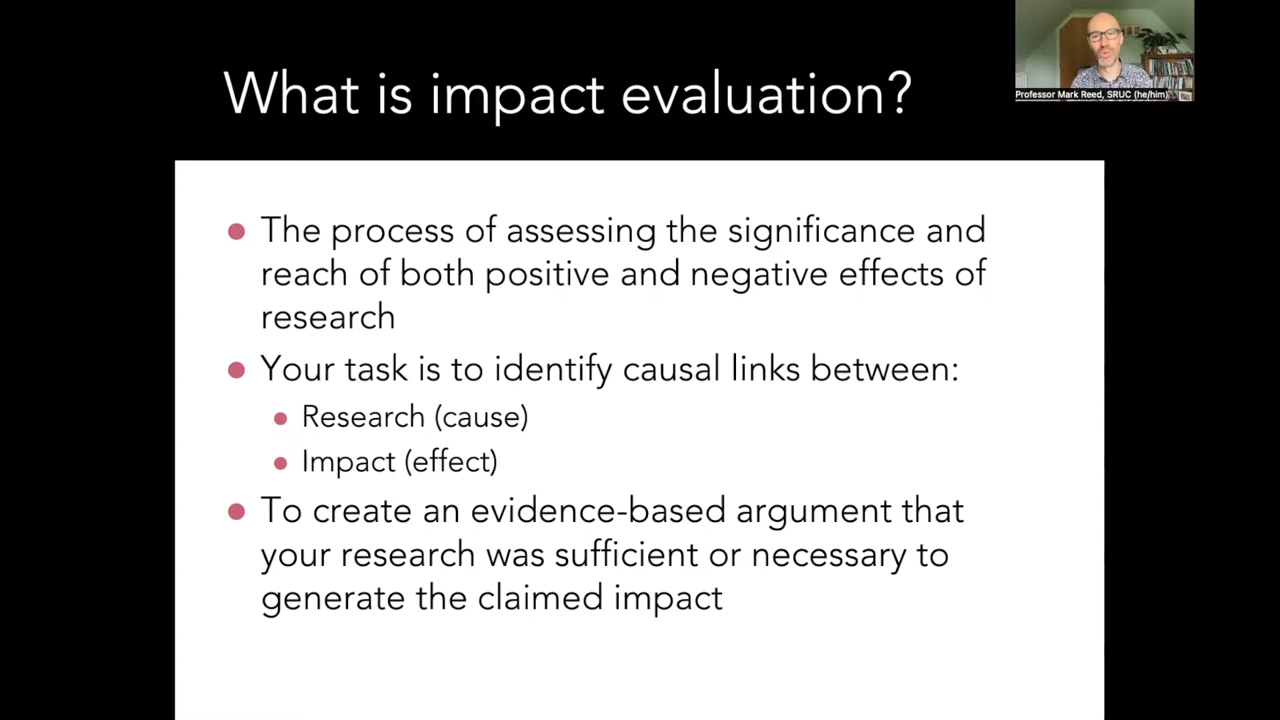 What is impact evaluation?
Professor Mark Reed, SRUC (he/him)
The process of assessing the significance and
reach of both positive and negative effects of
research
Your task is to identify causal links between:
Research (cause)
Impact (effect)
To create an evidence-based argument that
your research was sufficient or necessary to
generate the claimed impact